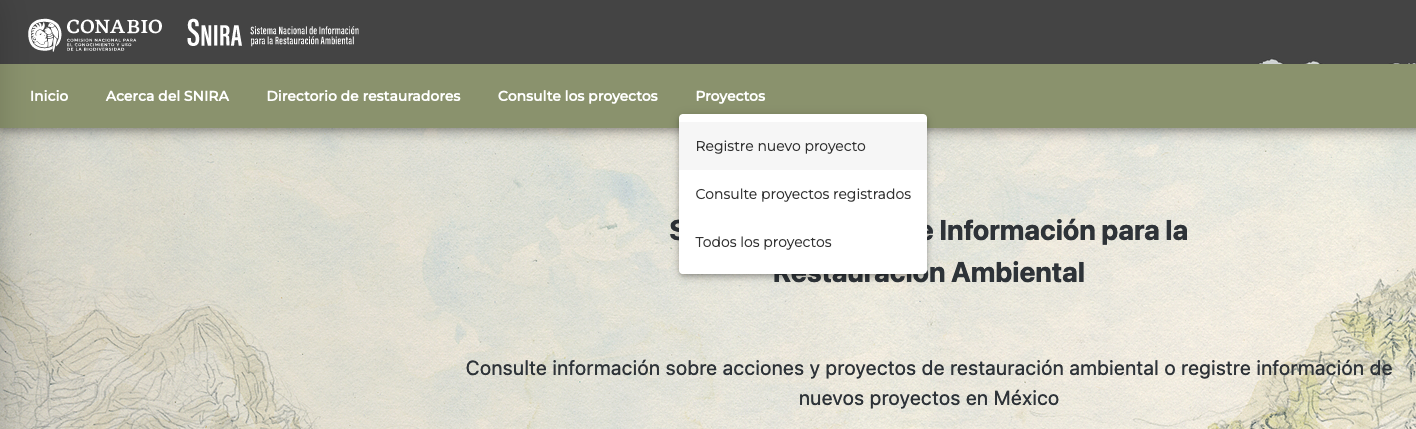 CONABIO
COMISIÓN NACIONAL PARA
EL CONOCIMIENTO Y USO
DE LA BIODIVERSIDAD
SNIRA
Sistema Nacional de Información
para la Restauración Ambiental
Inicio
Acerca del SNIRA
Directorio de restauradores
Consulte los proyectos
Proyectos
Registre nuevo proyecto
Consulte proyectos registrados
Todos los proyectos
Información para la
Restauración Ambiental
Consulte información sobre acciones y proyectos de restauración ambiental o registre información de
nuevos proyectos en México